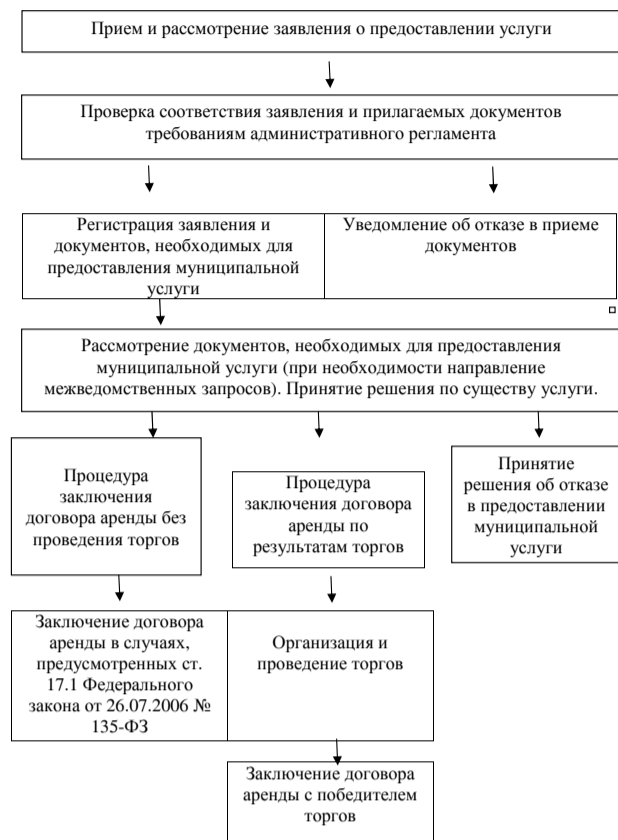 Прием и рассмотрение заявления о предоставлении услуги
Проверка соответствия заявления и прилагаемых документов
требованиям административного регламента
Регистрация заявления и
документов, необходимых для
предоставления муниципальной
услуги
Уведомление об отказе в приеме
документов
Рассмотрение документов, необходимых для предоставления
муниципальной услуги (при необходимости направление
межведомственных запросов). Принятие решения по существу услуги.
Процедура
заключения
договора аренды без
проведения торгов
Процедура
заключения договора
аренды по
результатам торгов
Принятие
решения об отказе
в предоставлении
муниципальной
услуги
Заключение договора
аренды в случаях,
предусмотренных ст.
17.1 Федерального
закона от 26.07.2006 №
135-ФЗ
Организация и
проведение торгов
Заключение договора
аренды с победителем
торгов